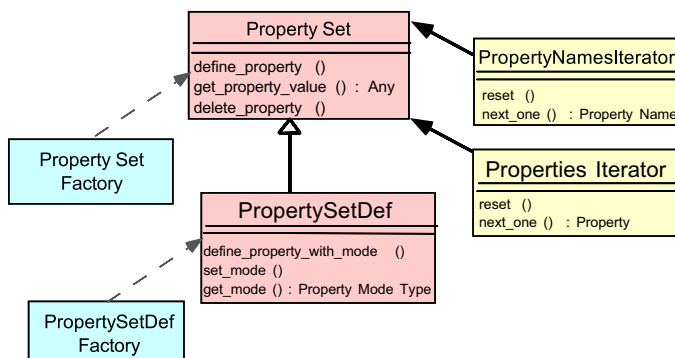 Property Set
define_property ()
get_property_value () : Any
delete_property ()
PropertyNamesIterator
reset ()
next_one () : Property Name
Property Set
Factory
Properties Iterator
reset ()
next_one () : Property
PropertySetDef
define_property_with_mode ()
set_mode ()
get_mode () : Property Mode Type
PropertySetDef
Factory